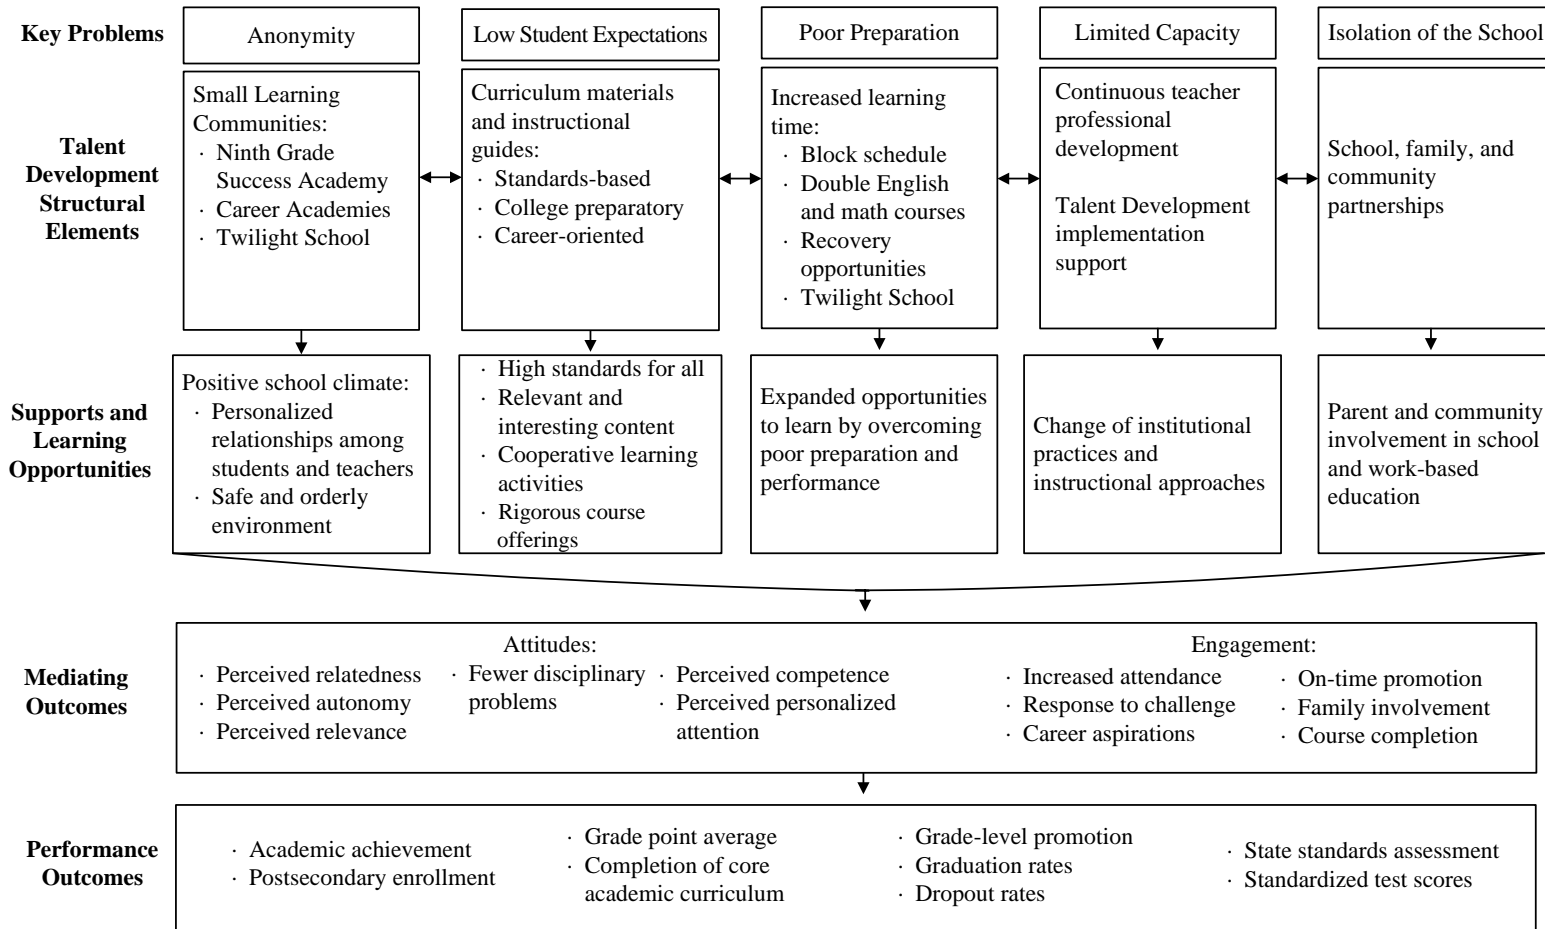 Key Problems
Anonymity
Low Student Expectations
Poor Preparation
Limited Capacity
Isolation of the School
Talent
Development
Structural
Elements
Small Learning
Communities:
· Ninth Grade
Success Academy
· Career Academies
· Twilight School
Curriculum materials
and instructional
guides:
· Standards-based
· College preparatory
· Career-oriented
Increased learning
time:
· Block schedule
· Double English
and math courses
· Recovery
opportunities
· Twilight School
Continuous teacher
professional
development
Talent Development
implementation
support
School, family, and
community
partnerships
Supports and
Learning
Opportunities
Positive school climate:
· Personalized
relationships among
students and teachers
· Safe and orderly
environment
· High standards for all
· Relevant and
interesting content
· Cooperative learning
activities
· Rigorous course
offerings
Expanded opportunities
to learn by overcoming
poor preparation and
performance
Change of institutional
practices and
instructional approaches
Parent and community
involvement in school
and work-based
education
Mediating
Outcomes
Attitudes:
· Perceived relatedness
· Perceived autonomy
· Perceived relevance
· Fewer disciplinary
problems
· Perceived competence
· Perceived personalized
attention
Engagement:
· Increased attendance
· Response to challenge
· Career aspirations
· On-time promotion
· Family involvement
· Course completion
Performance
Outcomes
· Academic achievement
· Postsecondary enrollment
· Grade point average
· Completion of core
academic curriculum
· Grade-level promotion
· Graduation rates
· Dropout rates
· State standards assessment
· Standardized test scores